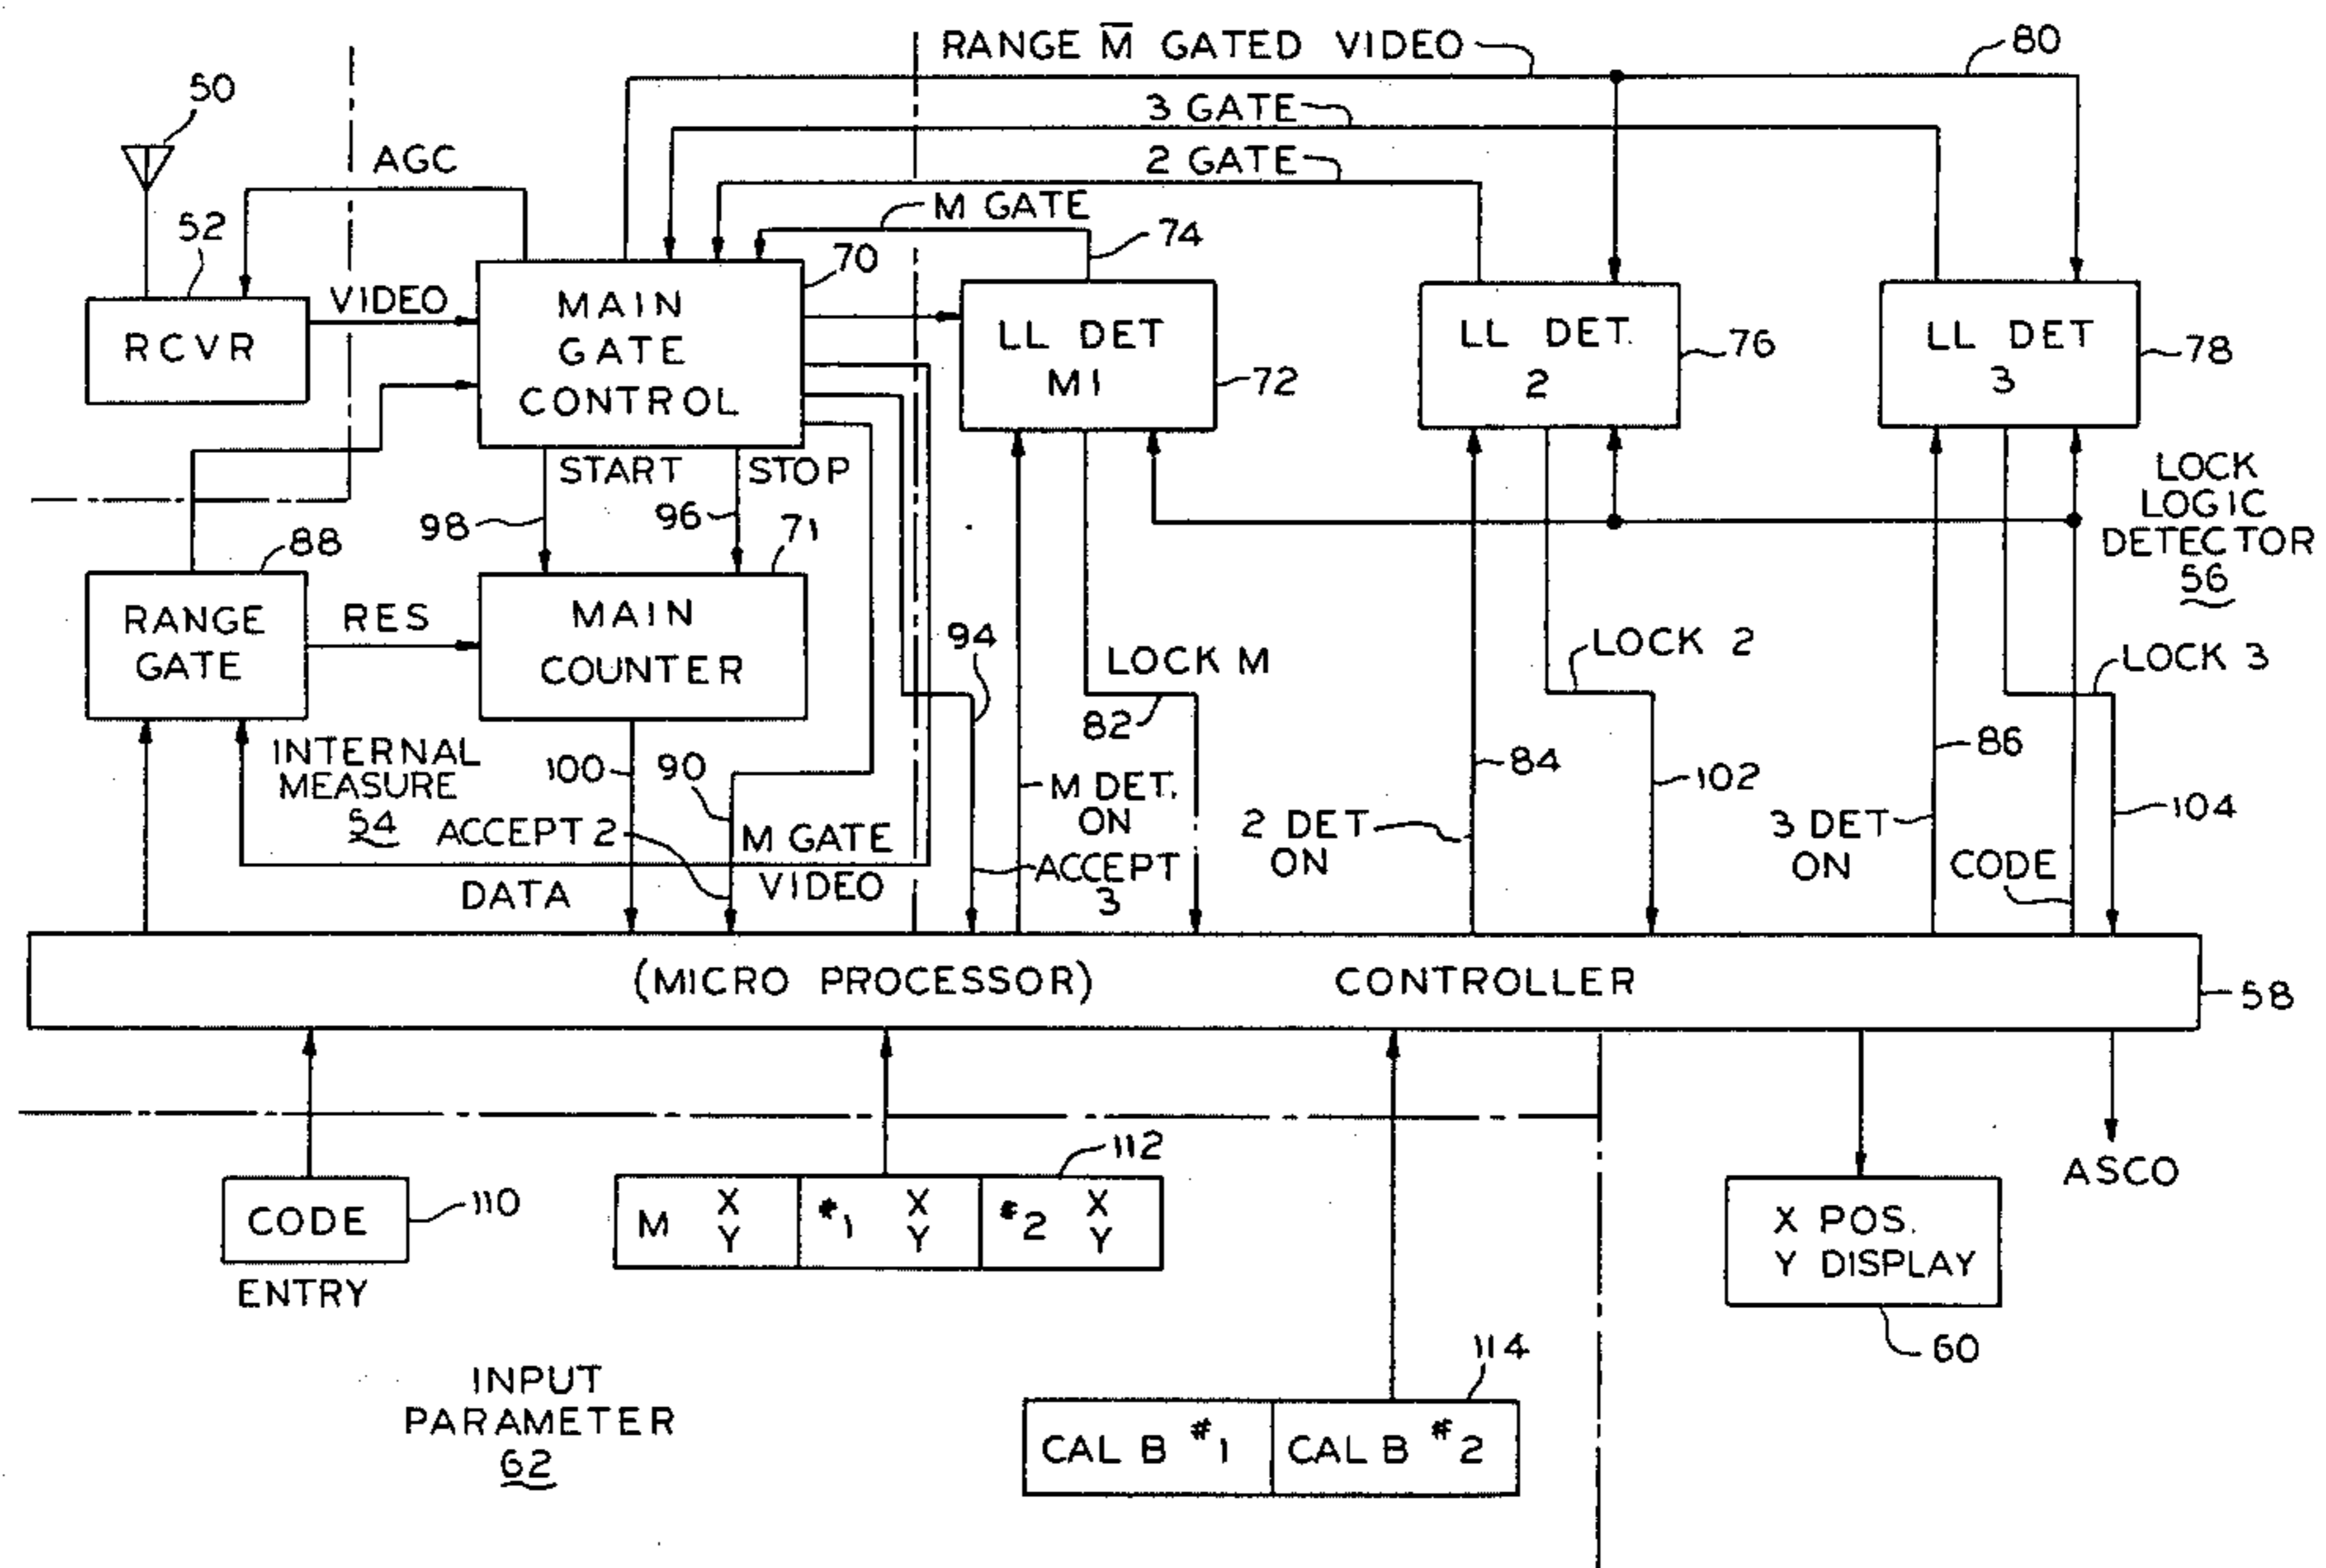 RANGE M̅ GATED VIDEO
80
50
3 GATE
AGC
2 GATE
M GATE
52
74
70
VIDEO
RCVR
MAIN
GATE
CONTROL
LL DET
M1
72
LL DET.
2
76
LL DET
3
78
START
STOP
LOCK
LOGIC
DETECTOR
56
98
96
71
88
RANGE
GATE
RES
MAIN
COUNTER
94
LOCK M
82
LOCK 2
LOCK 3
INTERNAL
MEASURE
54
100
90
84
102
86
104
M DET.
ON
ACCEPT 2
M GATE
VIDEO
2 DET
ON
3 DET
ON
DATA
ACCEPT
3
CODE
(MICRO PROCESSOR) CONTROLLER
58
CODE
110
ENTRY
112
M X
Y
#1 X
Y
#2 X
Y
ASCO
X POS.
Y DISPLAY
60
INPUT
PARAMETER
62
114
CAL B #1
CAL B #2